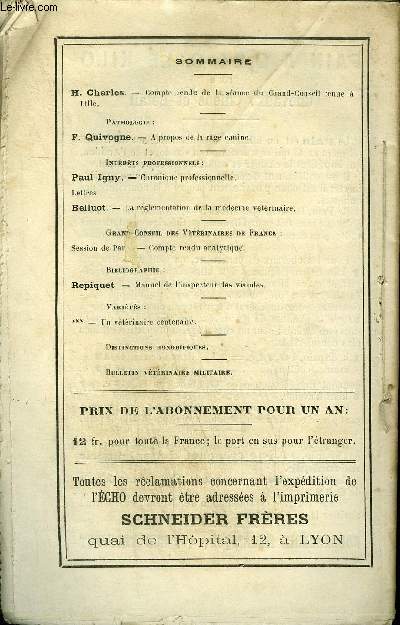 le-livre.com
SOMMAIRE
H. Charles. — Compte rendu de la séance du Grand-Conseil tenue à
Lille.
PATHOLOGIE :
F. Quivogne. — A propos de la rage canine.
INTÉRÊTS PROFESSIONNELS :
Paul Igny. — Chronique professionnelle.
Lettres
Belluot. — La réglementation de la médecine vétérinaire.
GRAND-CONSEIL DES VÉTÉRINAIRES DE FRANCE :
Session de — Compte rendu analytique.
BIBLIOGRAPHIE :
Repiquet — Manuel de l'inspecteur des viandes.
VARIÉTÉS :
*** — Un vétérinaire centenaire.
DISTINCTIONS HONORIFIQUES.
BULLETIN VÉTÉRINAIRE MILITAIRE.
PRIX DE L'ABONNEMENT POUR UN AN:
12 fr. pour toute la France; le port en sus pour l'étranger.
Toutes les réclamations concernant l'expédition de
l'ÉCHO devront être adressées à l'imprimerie
SCHNEIDER FRÈRES
quai de l'Hôpital, 12, à LYON